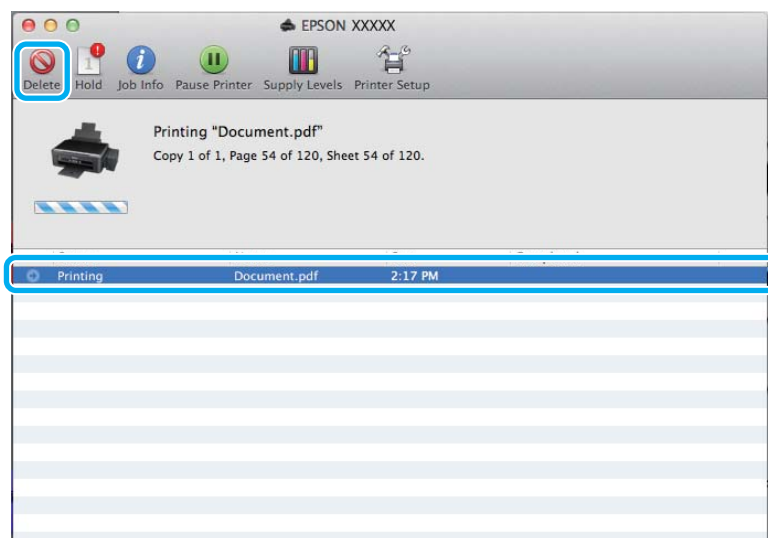 EPSON XXXXX
Delete Hold Job Info Pause Printer Supply Levels Printer Setup
Printing “Document.pdf”
Copy 1 of 1, Page 54 of 120, Sheet 54 of 120.
Printing Document.pdf 2:17 PM